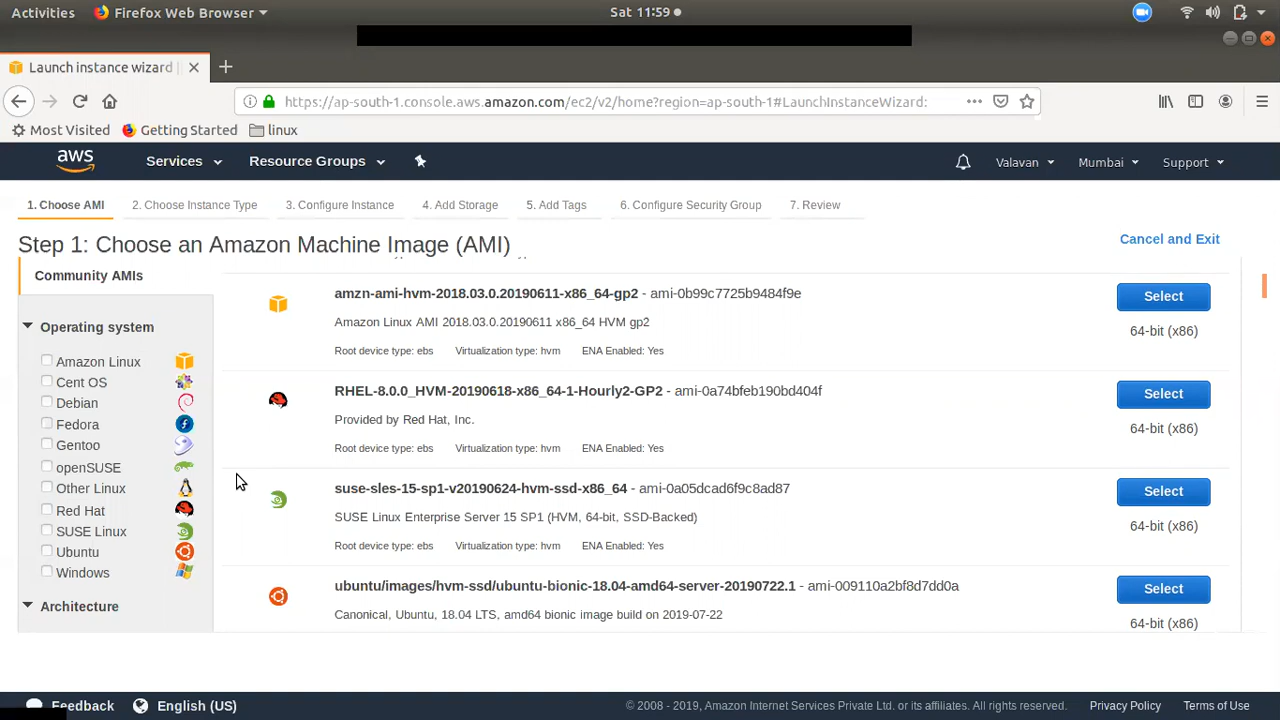 Activities Firefox Web Browser Sat 11:59
Launch instance wizard
https://ap-south-1.console.aws.amazon.com/ec2/v2/home?region=ap-south-1#LaunchInstanceWizard:
Most Visited Getting Started linux
aws Services Resource Groups Valavan Mumbai Support
1. Choose AMI 2. Choose Instance Type 3. Configure Instance 4. Add Storage 5. Add Tags 6. Configure Security Group 7. Review
Step 1: Choose an Amazon Machine Image (AMI) Cancel and Exit
Community AMIs
Operating system
Amazon Linux
Cent OS
Debian
Fedora
Gentoo
openSUSE
Other Linux
Red Hat
SUSE Linux
Ubuntu
Windows
Architecture
amzn-ami-hvm-2018.03.0.20190611-x86_64-gp2 - ami-0b99c7725b9484f9e Select
Amazon Linux AMI 2018.03.0.20190611 x86_64 HVM gp2 64-bit (x86)
Root device type: ebs Virtualization type: hvm ENA Enabled: Yes
RHEL-8.0.0_HVM-20190618-x86_64-1-Hourly2-GP2 - ami-0a74bfeb190bd404f Select
Provided by Red Hat, Inc. 64-bit (x86)
Root device type: ebs Virtualization type: hvm ENA Enabled: Yes
suse-sles-15-sp1-v20190624-hvm-ssd-x86_64 - ami-0a05dcad6f9c8ad87 Select
SUSE Linux Enterprise Server 15 SP1 (HVM, 64-bit, SSD-Backed) 64-bit (x86)
Root device type: ebs Virtualization type: hvm ENA Enabled: Yes
ubuntu/images/hvm-ssd/ubuntu-bionic-18.04-amd64-server-20190722.1 - ami-009110a2bf8d7dd0a Select
Canonical, Ubuntu, 18.04 LTS, amd64 bionic image build on 2019-07-22 64-bit (x86)
Feedback English (US) © 2008 - 2019, Amazon Internet Services Private Ltd. or its affiliates. All rights reserved. Privacy Policy Terms of Use